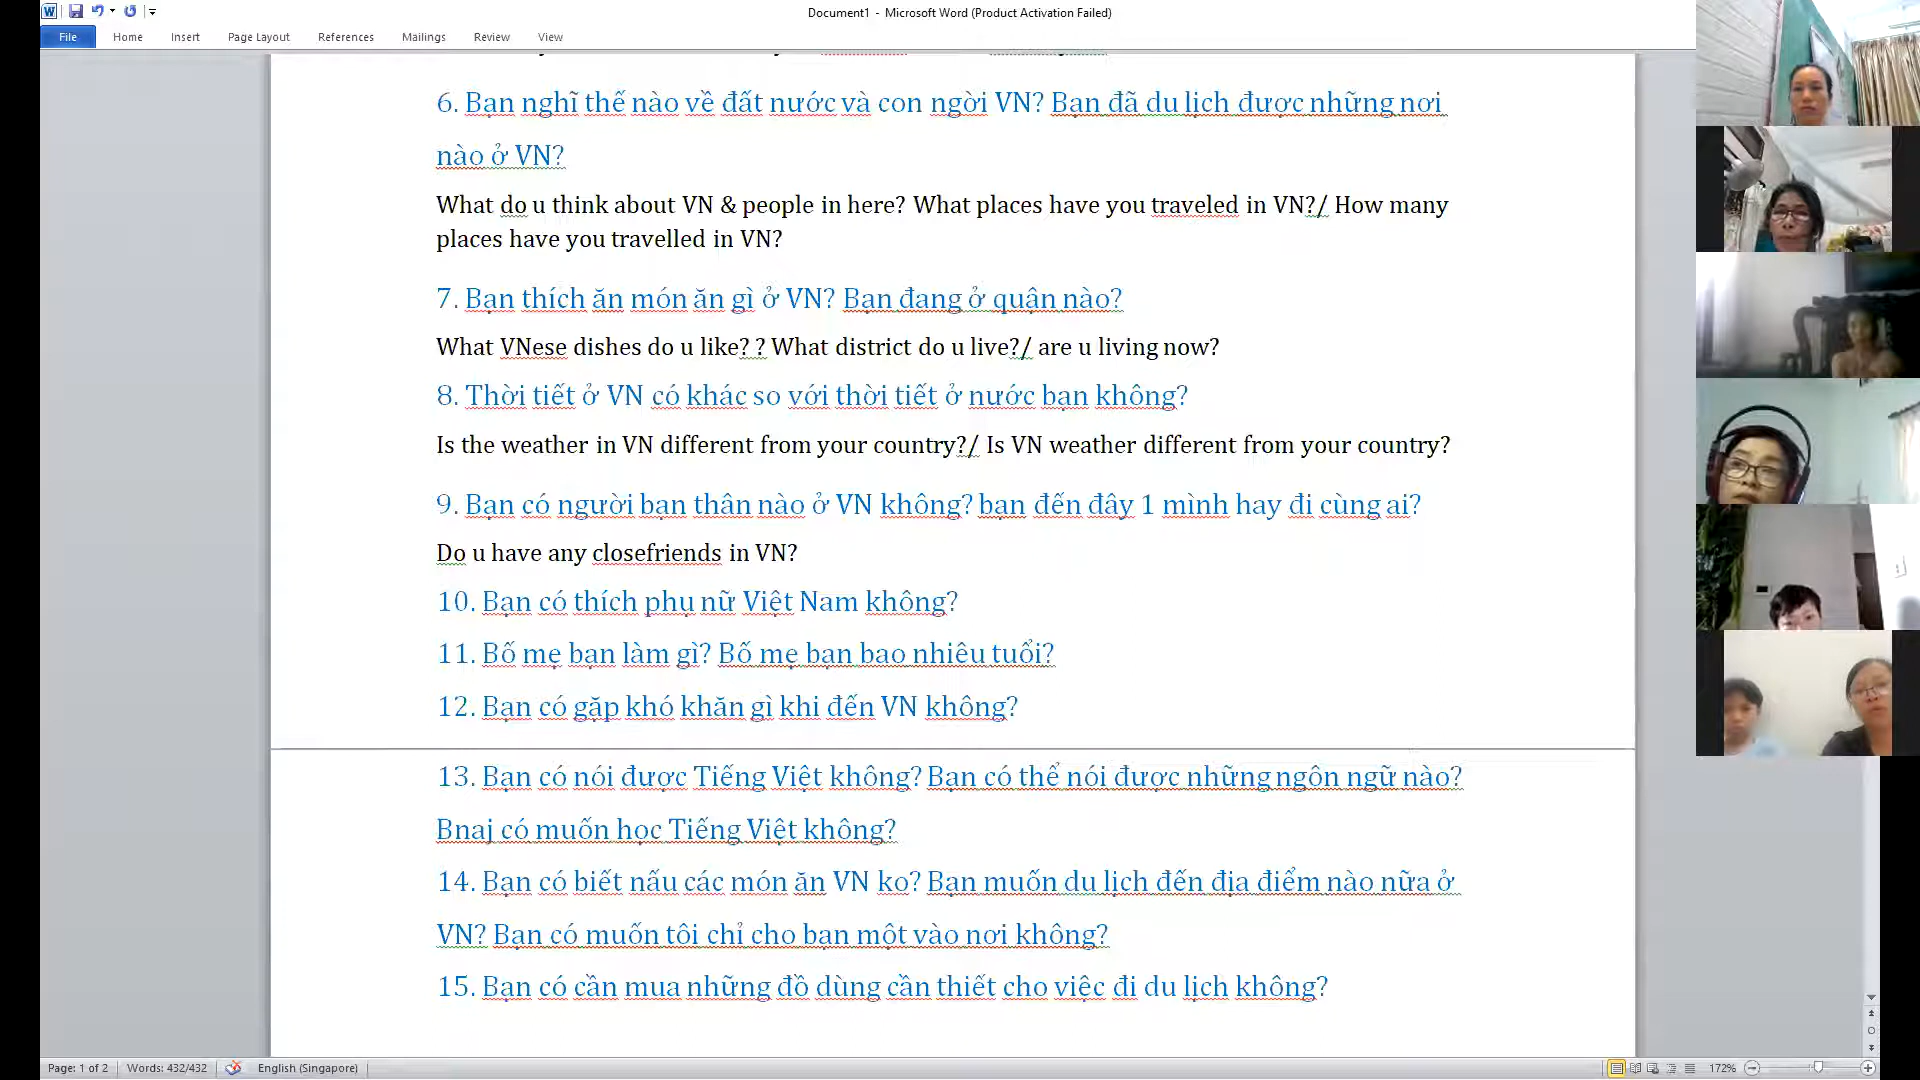 Document1 - Microsoft Word (Product Activation Failed)
File Home Insert Page Layout References Mailings Review View
6. Bạn nghĩ thế nào về đất nước và con ngời VN? Bạn đã du lịch được những nơi
nào ở VN?
What do u think about VN & people in here? What places have you traveled in VN?/ How many
places have you travelled in VN?
7. Bạn thích ăn món ăn gì ở VN? Bạn đang ở quận nào?
What VNese dishes do u like? ? What district do u live?/ are u living now?
8. Thời tiết ở VN có khác so với thời tiết ở nước bạn không?
Is the weather in VN different from your country?/ Is VN weather different from your country?
9. Bạn có người bạn thân nào ở VN không? bạn đến đây 1 mình hay đi cùng ai?
Do u have any closefriends in VN?
10. Bạn có thích phụ nữ Việt Nam không?
11. Bố mẹ bạn làm gì? Bố mẹ bạn bao nhiêu tuổi?
12. Bạn có gặp khó khăn gì khi đến VN không?
13. Bạn có nói được Tiếng Việt không? Bạn có thể nói được những ngôn ngữ nào?
Bnaj có muốn học Tiếng Việt không?
14. Bạn có biết nấu các món ăn VN ko? Bạn muốn du lịch đến địa điểm nào nữa ở
VN? Bạn có muốn tôi chỉ cho bạn một vào nơi không?
15. Bạn có cần mua những đồ dùng cần thiết cho việc đi du lịch không?
Page: 1 of 2 Words: 432/432 English (Singapore) 172%